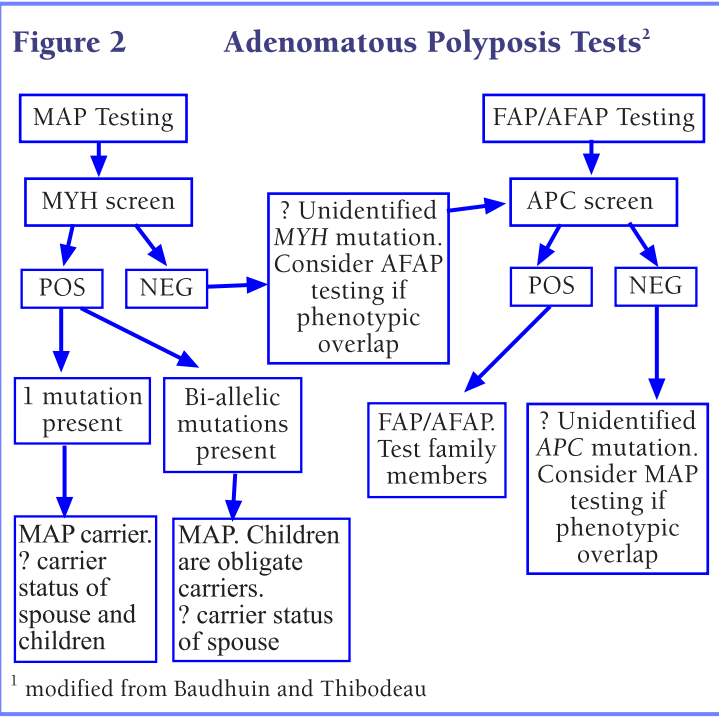 Figure 2 Adenomatous Polyposis Tests²
MAP Testing
FAP/AFAP Testing
MYH screen
? Unidentified
MYH mutation.
Consider AFAP
testing if
phenotypic
overlap
APC screen
POS
NEG
POS
NEG
1 mutation
present
Bi-allelic
mutations
present
FAP/AFAP.
Test family
members
? Unidentified
APC mutation.
Consider MAP
testing if
phenotypic
overlap
MAP carrier.
? carrier
status of
spouse and
children
MAP. Children
are obligate
carriers.
? carrier status
of spouse
¹ modified from Baudhuin and Thibodeau